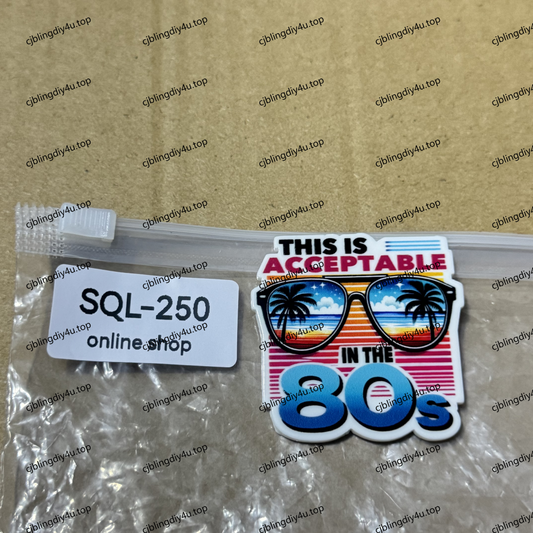 SQL-250
online shop
THIS IS
ACCEPTABLE
IN THE
80s
cjblingdiy4u.top